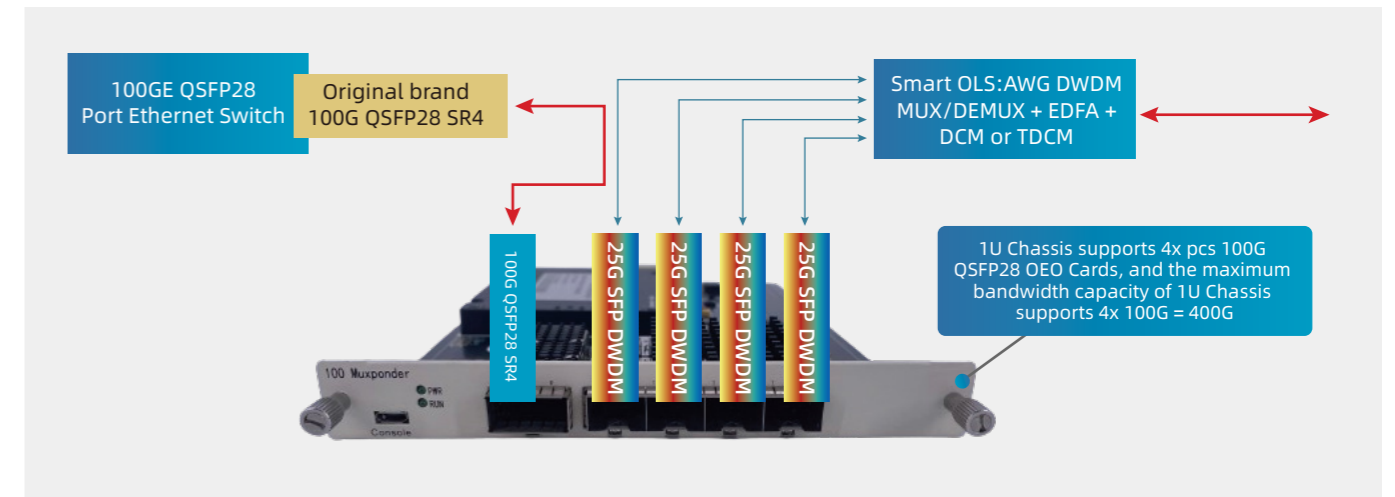 100GE QSFP28
Port Ethernet Switch
Original brand
100G QSFP28 SR4
Smart OLS:AWG DWDM
MUX/DEMUX + EDFA +
DCM or TDCM
100G QSFP28 SR4
25G SFP DWDM
25G SFP DWDM
25G SFP DWDM
25G SFP DWDM
1U Chassis supports 4x pcs 100G
QSFP28 OEO Cards, and the maximum
bandwidth capacity of 1U Chassis
supports 4x 100G = 400G
100 Muxponder
PWR
RUN
Console